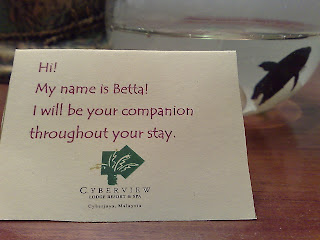 Hi!
My name is Betta!
I will be your companion
throughout your stay.
CYBERVIEW
LODGE RESORT & SPA
Cyberjaya, Malaysia